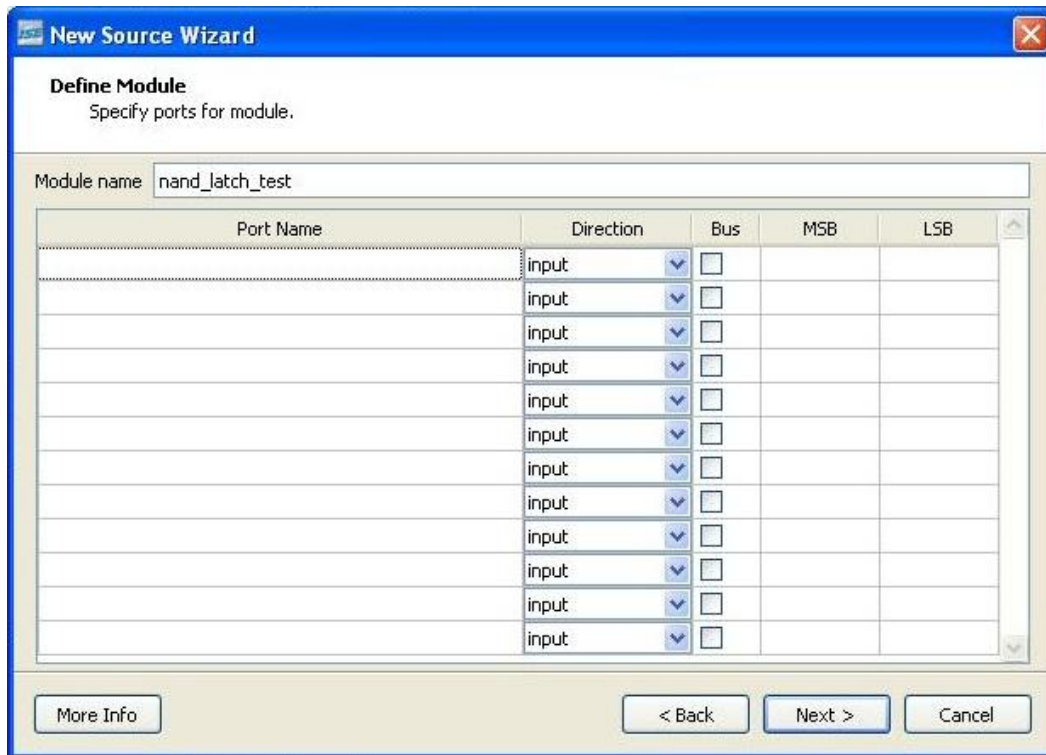 ISE New Source Wizard
Define Module
Specify ports for module.
Module name nand_latch_test
Port Name Direction Bus MSB LSB
input
input
input
input
input
input
input
input
input
input
input
input
More Info < Back Next > Cancel